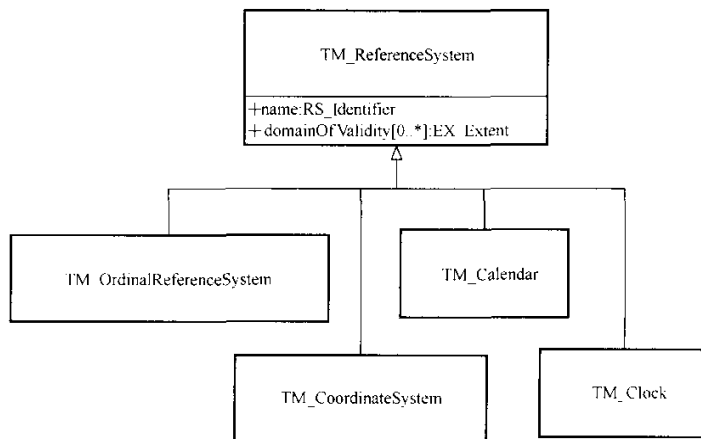 TM_ReferenceSystem
+name:RS_Identifier
+domainOfValidity[0..*]:EX_Extent
TM_OrdinalReferenceSystem
TM_Calendar
TM_CoordinateSystem
TM_Clock